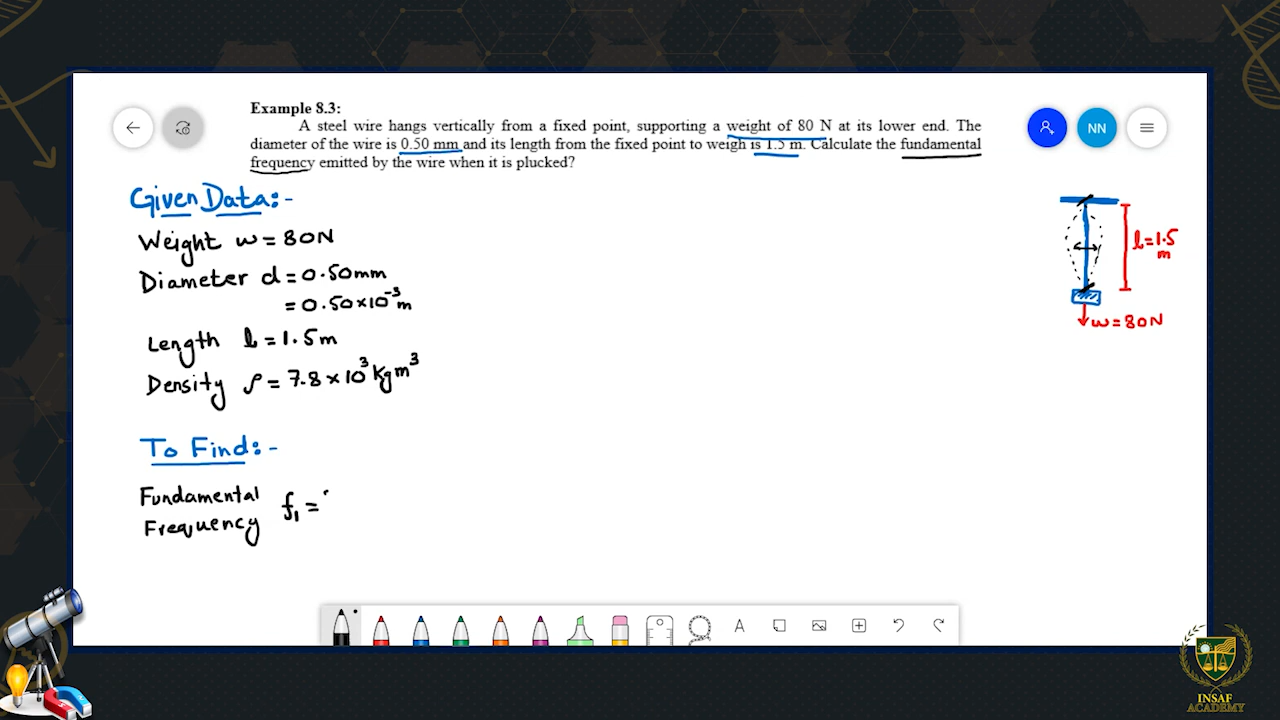 Example 8.3:
A steel wire hangs vertically from a fixed point, supporting a weight of 80 N at its lower end. The
diameter of the wire is 0.50 mm and its length from the fixed point to weigh is 1.5 m. Calculate the fundamental
frequency emitted by the wire when it is plucked?
NN
Given Data:-
Weight w = 80N
Diameter d = 0.50mm
= 0.50×10⁻³m
Length l = 1.5m
Density ρ = 7.8×10³Kgm³
To Find:-
Fundamental
Frequency f₁ =
l=1.5
m
w=80N
A
INSAF
ACADEMY